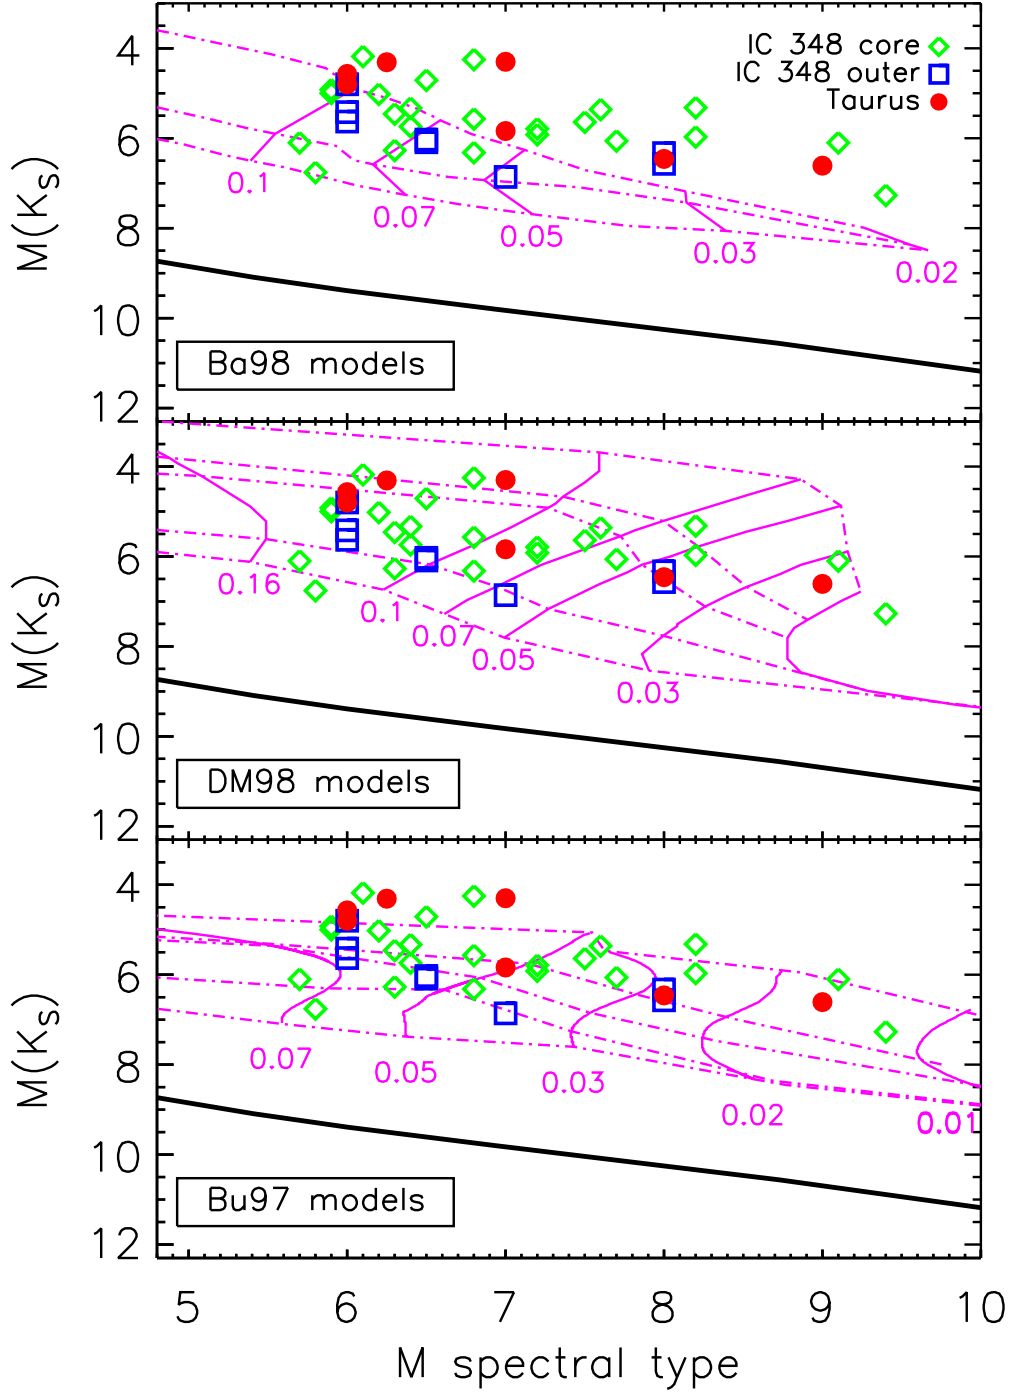 IC 348 core
IC 348 outer
Taurus
4
6
8
10
12
M(Ks)
0.1
0.07
0.05
0.03
0.02
Ba98 models
4
6
8
10
12
M(Ks)
0.16
0.1
0.07
0.05
0.03
DM98 models
4
6
8
10
12
M(Ks)
0.07
0.05
0.03
0.02
0.01
Bu97 models
5 6 7 8 9 10
M spectral type